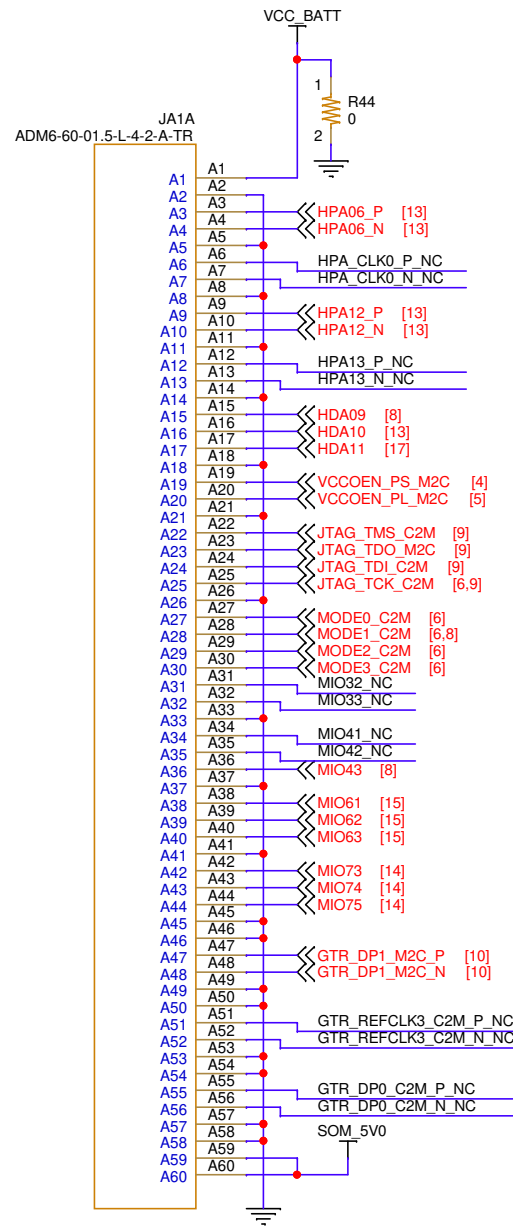 VCC_BATT
1
R44
0
2
JA1A
ADM6-60-01.5-L-4-2-A-TR
A1 A1
A2 A2
A3 A3 HPA06_P [13]
A4 A4 HPA06_N [13]
A5 A5
A6 A6 HPA_CLK0_P_NC
A7 A7 HPA_CLK0_N_NC
A8 A8
A9 A9 HPA12_P [13]
A10 A10 HPA12_N [13]
A11 A11
A12 A12 HPA13_P_NC
A13 A13 HPA13_N_NC
A14 A14
A15 A15 HDA09 [8]
A16 A16 HDA10 [13]
A17 A17 HDA11 [17]
A18 A18
A19 A19 VCCOEN_PS_M2C [4]
A20 A20 VCCOEN_PL_M2C [5]
A21 A21
A22 A22 JTAG_TMS_C2M [9]
A23 A23 JTAG_TDO_M2C [9]
A24 A24 JTAG_TDI_C2M [9]
A25 A25 JTAG_TCK_C2M [6,9]
A26 A26
A27 A27 MODE0_C2M [6]
A28 A28 MODE1_C2M [6,8]
A29 A29 MODE2_C2M [6]
A30 A30 MODE3_C2M [6]
A31 A31 MIO32_NC
A32 A32 MIO33_NC
A33 A33
A34 A34 MIO41_NC
A35 A35 MIO42_NC
A36 A36 MIO43 [8]
A37 A37
A38 A38 MIO61 [15]
A39 A39 MIO62 [15]
A40 A40 MIO63 [15]
A41 A41
A42 A42 MIO73 [14]
A43 A43 MIO74 [14]
A44 A44 MIO75 [14]
A45 A45
A46 A46
A47 A47 GTR_DP1_M2C_P [10]
A48 A48 GTR_DP1_M2C_N [10]
A49 A49
A50 A50
A51 A51 GTR_REFCLK3_C2M_P_NC
A52 A52 GTR_REFCLK3_C2M_N_NC
A53 A53
A54 A54
A55 A55 GTR_DP0_C2M_P_NC
A56 A56 GTR_DP0_C2M_N_NC
A57 A57
A58 A58 SOM_5V0
A59 A59
A60 A60